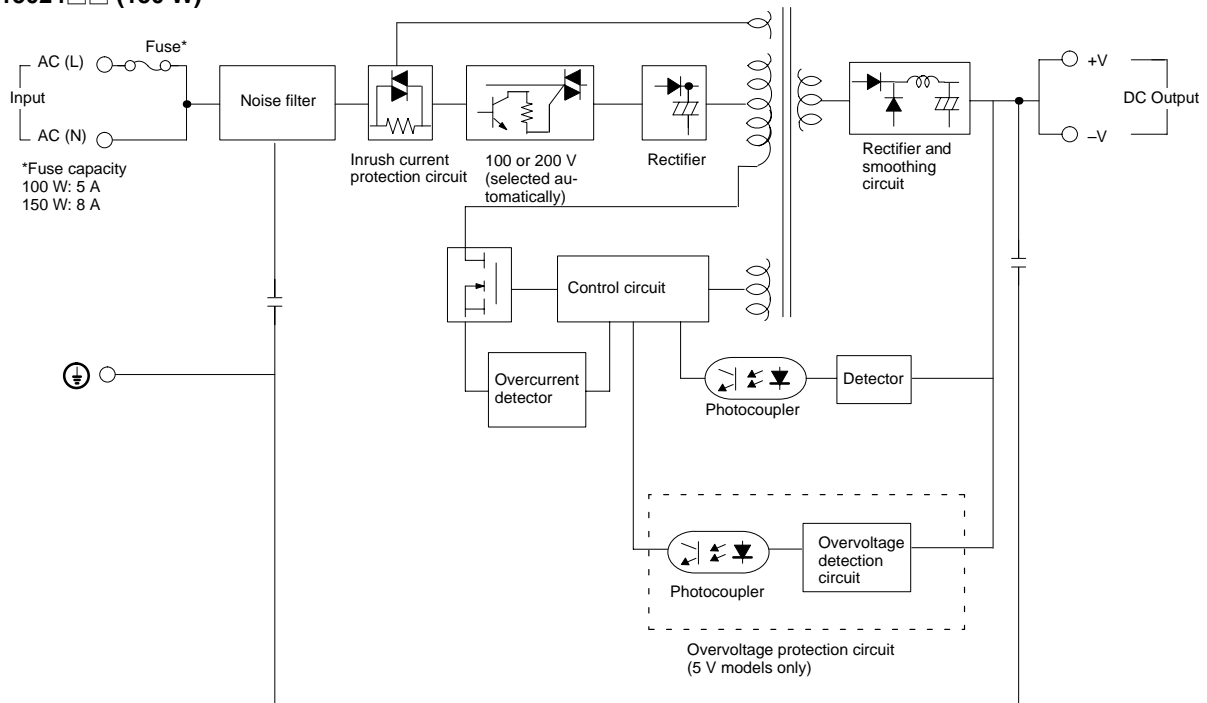 (150 W)
Fuse*
AC (L)
Input
AC (N)
*Fuse capacity
100 W: 5 A
150 W: 8 A
Noise filter
Inrush current
protection circuit
100 or 200 V
(selected au-
tomatically)
Rectifier
Rectifier and
smoothing
circuit
+V
DC Output
–V
Control circuit
Overcurrent
detector
Photocoupler
Detector
Photocoupler
Overvoltage
detection
circuit
Overvoltage protection circuit
(5 V models only)